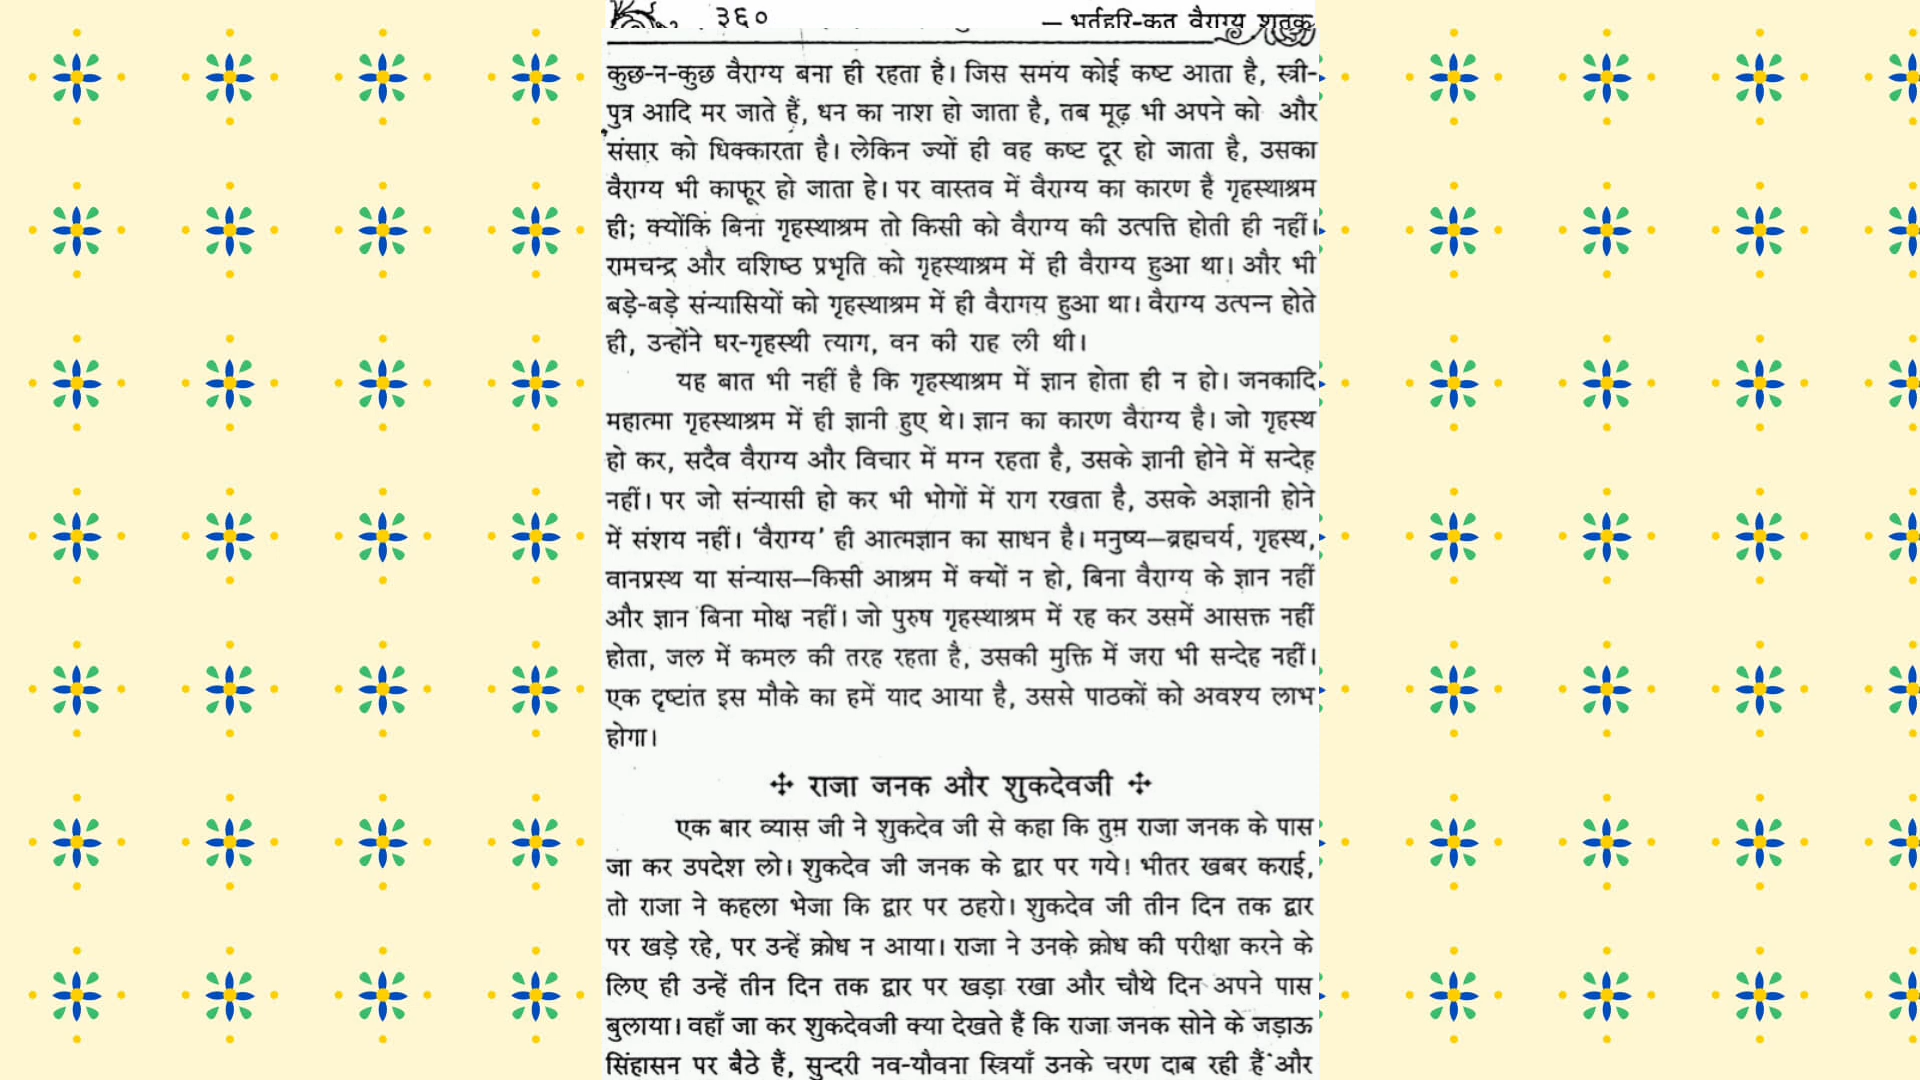 ३६० — भर्तृहरि-कृत वैराग्य शतक
कुछ-न-कुछ वैराग्य बना ही रहता है। जिस समय कोई कष्ट आता है, स्त्री-
पुत्र आदि मर जाते हैं, धन का नाश हो जाता है, तब मूढ़ भी अपने को और
संसार को धिक्कारता है। लेकिन ज्यों ही वह कष्ट दूर हो जाता है, उसका
वैराग्य भी काफूर हो जाता हे। पर वास्तव में वैराग्य का कारण है गृहस्थाश्रम
ही; क्योंकि बिना गृहस्थाश्रम तो किसी को वैराग्य की उत्पत्ति होती ही नहीं।
रामचन्द्र और वशिष्ठ प्रभृति को गृहस्थाश्रम में ही वैराग्य हुआ था। और भी
बड़े-बड़े संन्यासियों को गृहस्थाश्रम में ही वैरागय हुआ था। वैराग्य उत्पन्न होते
ही, उन्होंने घर-गृहस्थी त्याग, वन की राह ली थी।
यह बात भी नहीं है कि गृहस्थाश्रम में ज्ञान होता ही न हो। जनकादि
महात्मा गृहस्थाश्रम में ही ज्ञानी हुए थे। ज्ञान का कारण वैराग्य है। जो गृहस्थ
हो कर, सदैव वैराग्य और विचार में मग्न रहता है, उसके ज्ञानी होने में सन्देह
नहीं। पर जो संन्यासी हो कर भी भोगों में राग रखता है, उसके अज्ञानी होने
में संशय नहीं। ‘वैराग्य’ ही आत्मज्ञान का साधन है। मनुष्य—ब्रह्मचर्य, गृहस्थ,
वानप्रस्थ या संन्यास—किसी आश्रम में क्यों न हो, बिना वैराग्य के ज्ञान नहीं
और ज्ञान बिना मोक्ष नहीं। जो पुरुष गृहस्थाश्रम में रह कर उसमें आसक्त नहीं
होता, जल में कमल की तरह रहता है, उसकी मुक्ति में जरा भी सन्देह नहीं।
एक दृष्टांत इस मौके का हमें याद आया है, उससे पाठकों को अवश्य लाभ
होगा।
✣ राजा जनक और शुकदेवजी ✣
एक बार व्यास जी ने शुकदेव जी से कहा कि तुम राजा जनक के पास
जा कर उपदेश लो। शुकदेव जी जनक के द्वार पर गये! भीतर खबर कराई,
तो राजा ने कहला भेजा कि द्वार पर ठहरो। शुकदेव जी तीन दिन तक द्वार
पर खड़े रहे, पर उन्हें क्रोध न आया। राजा ने उनके क्रोध की परीक्षा करने के
लिए ही उन्हें तीन दिन तक द्वार पर खड़ा रखा और चौथे दिन अपने पास
बुलाया। वहाँ जा कर शुकदेवजी क्या देखते हैं कि राजा जनक सोने के जड़ाऊ
सिंहासन पर बैठे हैं, सुन्दरी नव-यौवना स्त्रियाँ उनके चरण दाब रही हैं और